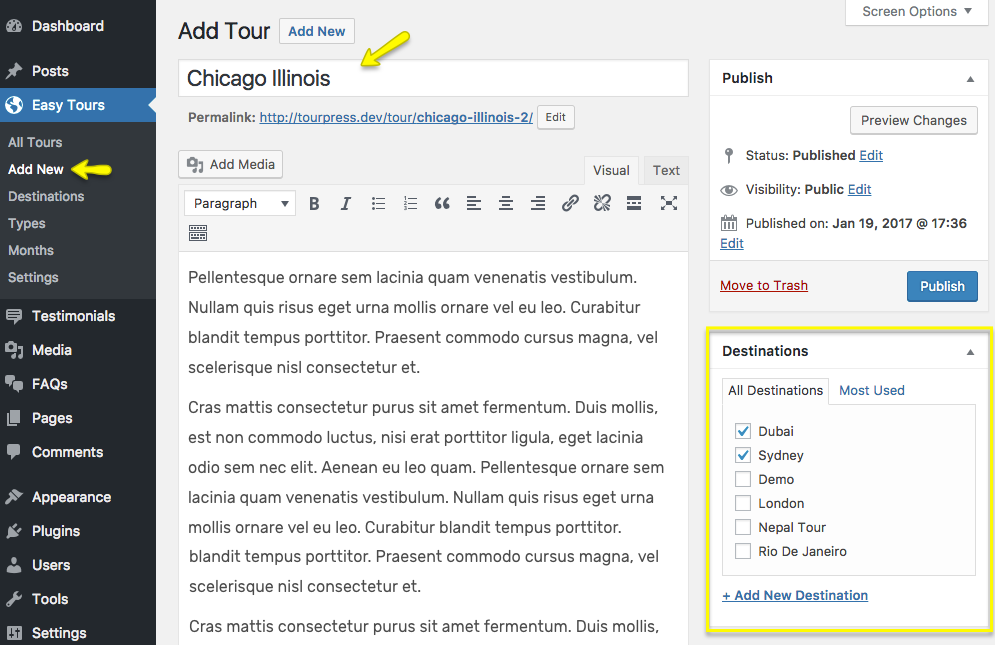 Dashboard
Posts
Easy Tours
All Tours
Add New
Destinations
Types
Months
Settings
Testimonials
Media
FAQs
Pages
Comments
Appearance
Plugins
Users
Tools
Settings
Screen Options
Add Tour Add New
Chicago Illinois
Permalink: http://tourpress.dev/tour/chicago-illinois-2/ Edit
Add Media
Visual Text
Paragraph
Pellentesque ornare sem lacinia quam venenatis vestibulum.
Nullam quis risus eget urna mollis ornare vel eu leo. Curabitur
blandit tempus porttitor. Praesent commodo cursus magna, vel
scelerisque nisl consectetur et.
Cras mattis consectetur purus sit amet fermentum. Duis mollis,
est non commodo luctus, nisi erat porttitor ligula, eget lacinia
odio sem nec elit. Aenean eu leo quam. Pellentesque ornare sem
lacinia quam venenatis vestibulum. Nullam quis risus eget urna
mollis ornare vel eu leo. Curabitur blandit tempus porttitor.
blandit tempus porttitor. Praesent commodo cursus magna, vel
scelerisque nisl consectetur et.
Cras mattis consectetur purus sit amet fermentum. Duis mollis,
Publish
Preview Changes
Status: Published Edit
Visibility: Public Edit
Published on: Jan 19, 2017 @ 17:36
Edit
Move to Trash Publish
Destinations
All Destinations Most Used
Dubai
Sydney
Demo
London
Nepal Tour
Rio De Janeiro
+ Add New Destination